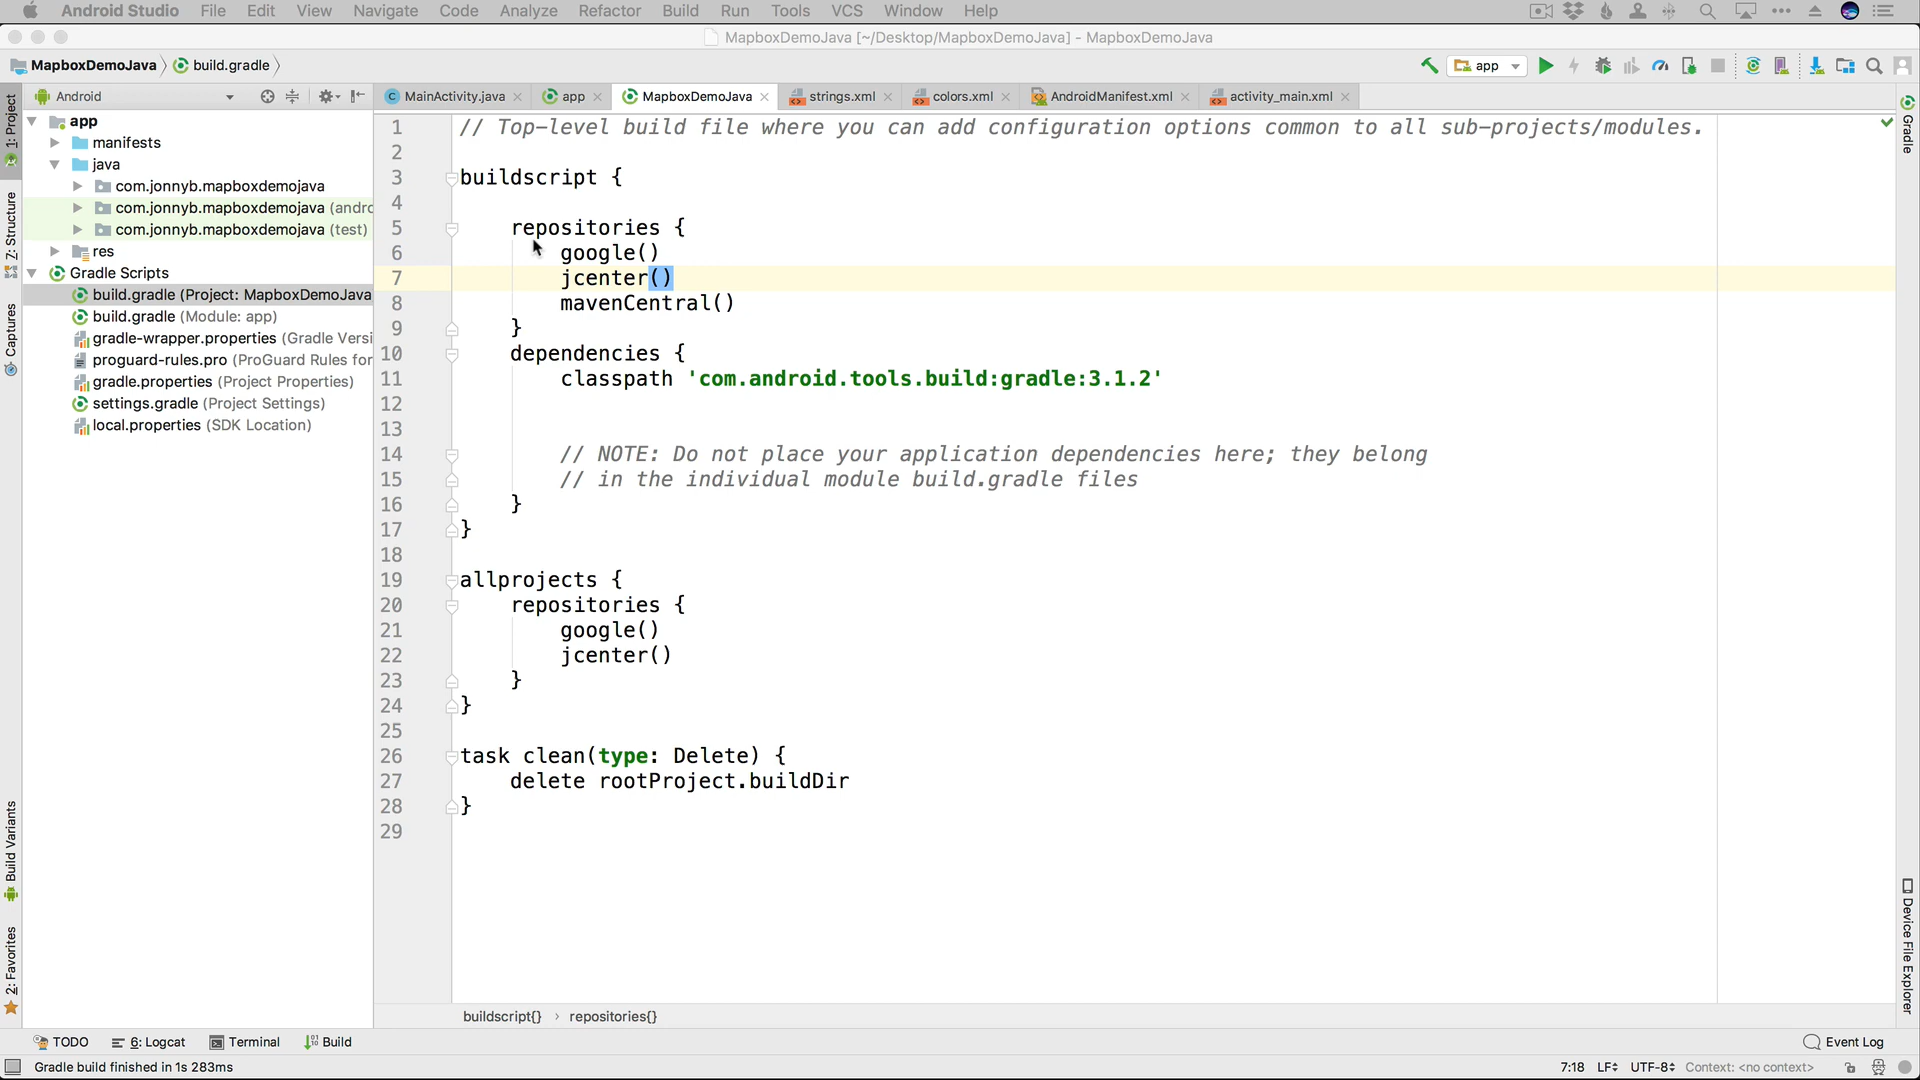 Android Studio File Edit View Navigate Code Analyze Refactor Build Run Tools VCS Window Help
MapboxDemoJava [~/Desktop/MapboxDemoJava] - MapboxDemoJava
MapboxDemoJava build.gradle
app
Android
MainActivity.java app MapboxDemoJava strings.xml colors.xml AndroidManifest.xml activity_main.xml
1: Project
Z: Structure
Captures
Build Variants
2: Favorites
app
manifests
java
com.jonnyb.mapboxdemojava
com.jonnyb.mapboxdemojava (andro
com.jonnyb.mapboxdemojava (test)
res
Gradle Scripts
build.gradle (Project: MapboxDemoJava
build.gradle (Module: app)
gradle-wrapper.properties (Gradle Versi
proguard-rules.pro (ProGuard Rules for
gradle.properties (Project Properties)
settings.gradle (Project Settings)
local.properties (SDK Location)
1 // Top-level build file where you can add configuration options common to all sub-projects/modules.
2
3 buildscript {
4
5 repositories {
6 google()
7 jcenter()
8 mavenCentral()
9 }
10 dependencies {
11 classpath 'com.android.tools.build:gradle:3.1.2'
12
13
14 // NOTE: Do not place your application dependencies here; they belong
15 // in the individual module build.gradle files
16 }
17 }
18
19 allprojects {
20 repositories {
21 google()
22 jcenter()
23 }
24 }
25
26 task clean(type: Delete) {
27 delete rootProject.buildDir
28 }
29
Gradle
Device File Explorer
buildscript{} › repositories{}
TODO 6: Logcat Terminal Build Event Log
Gradle build finished in 1s 283ms 7:18 LF UTF-8 Context: <no context>